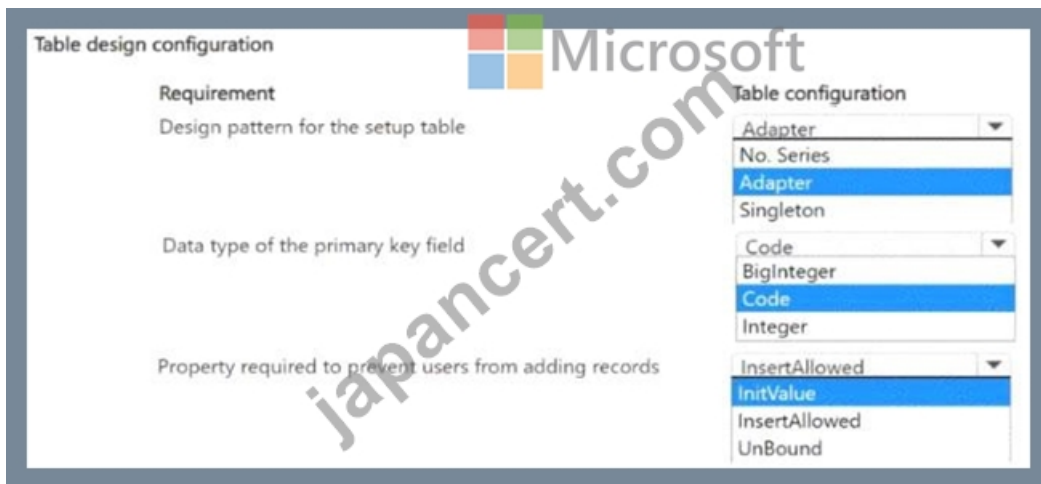 Microsoft
Table design configuration
Requirement
Table configuration
Design pattern for the setup table
Adapter
No. Series
Adapter
Singleton
Data type of the primary key field
Code
BigInteger
Code
Integer
Property required to prevent users from adding records
InsertAllowed
InitValue
InsertAllowed
UnBound
japancert.com